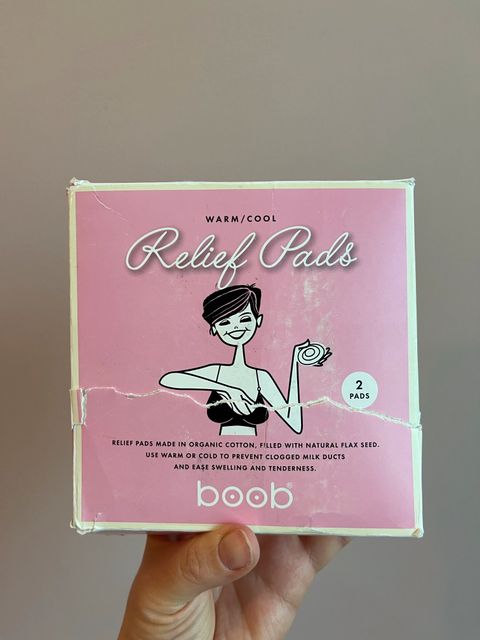 WARM/COOL
Relief Pads
2
PADS
RELIEF PADS MADE IN ORGANIC COTTON, FILLED WITH NATURAL FLAX SEED.
USE WARM OR COLD TO PREVENT CLOGGED MILK DUCTS
AND EASE SWELLING AND TENDERNESS.
boob®